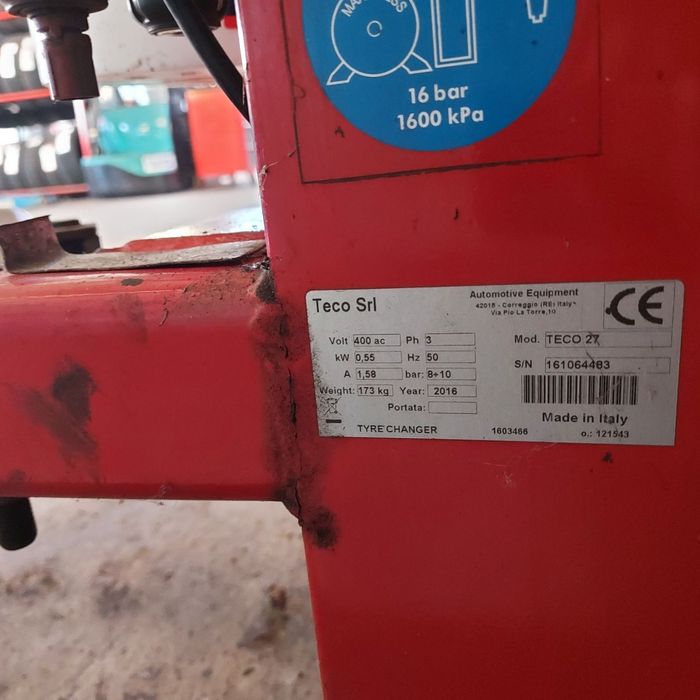 16 bar
1600 kPa
Teco Srl
Automotive Equipment
42015 - Correggio (RE) Italy
Via Pio La Torre,10
CE
Volt 400 ac Ph 3
Mod. TECO 27
kW 0,55 Hz 50
S/N 161064483
A 1,58 bar: 8÷10
Weight: 173 kg Year: 2016
Portata:
Made in Italy
TYRE CHANGER 1603466 o.: 121543